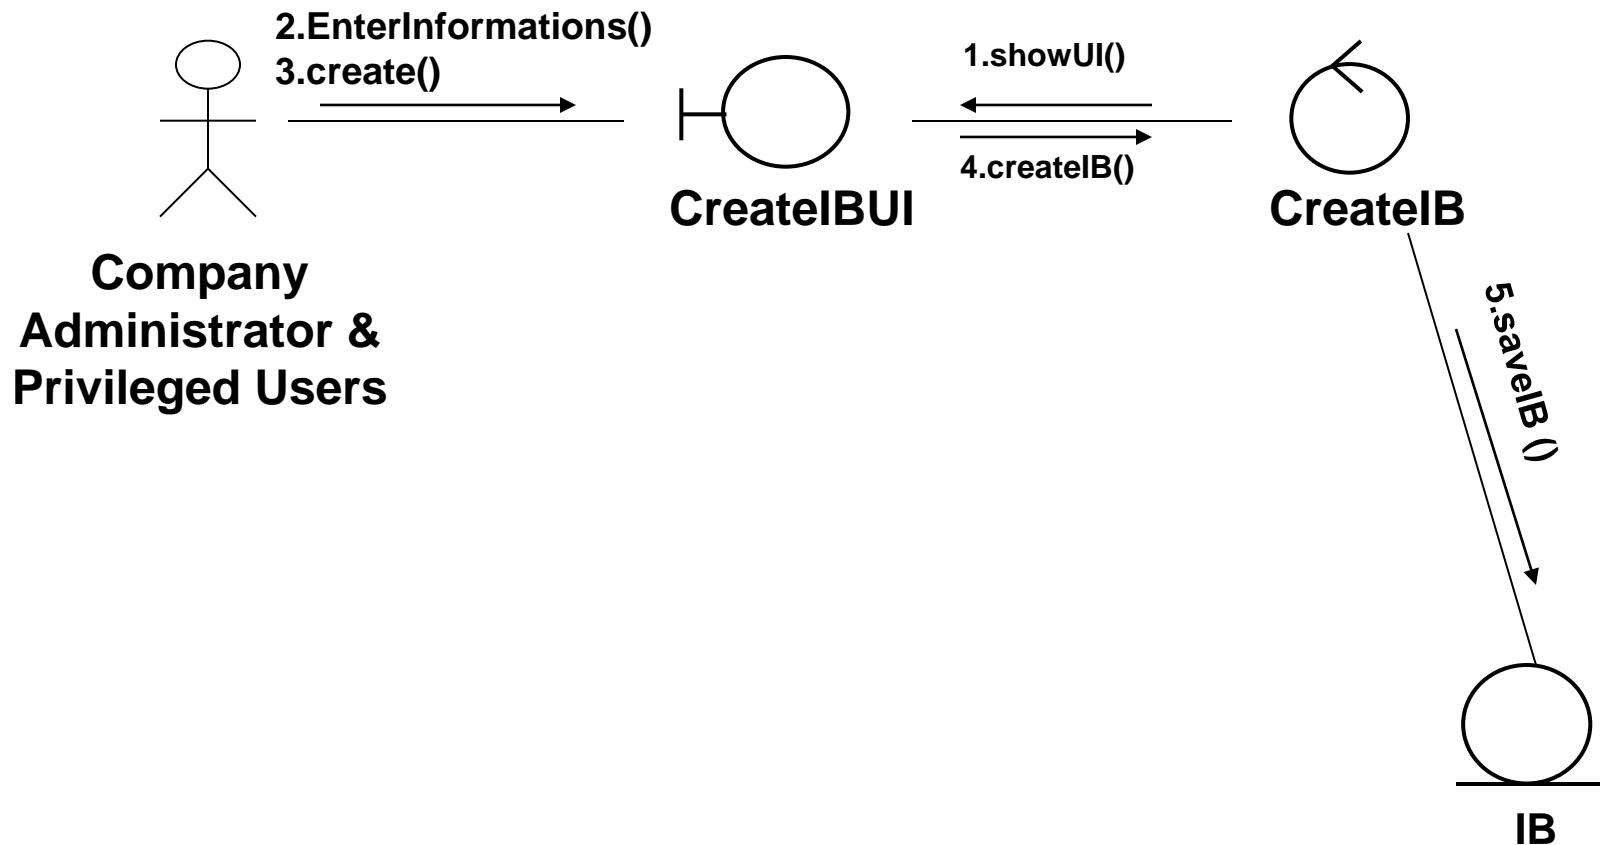 2.EnterInformations()
3.create()
1.showUI()
4.createIB()
CreateIBUI
CreateIB
Company
Administrator &
Privileged Users
5.saveIB ()
IB